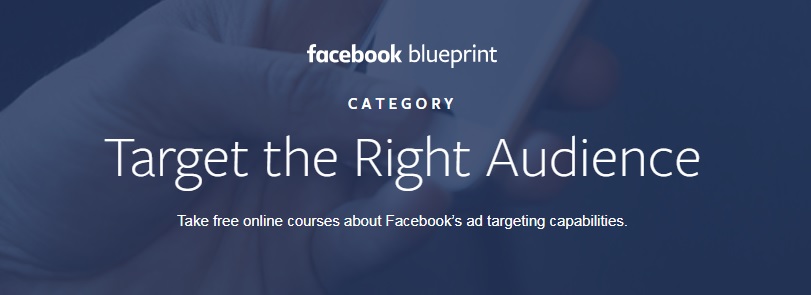 facebook blueprint
CATEGORY
Target the Right Audience
Take free online courses about Facebook's ad targeting capabilities.